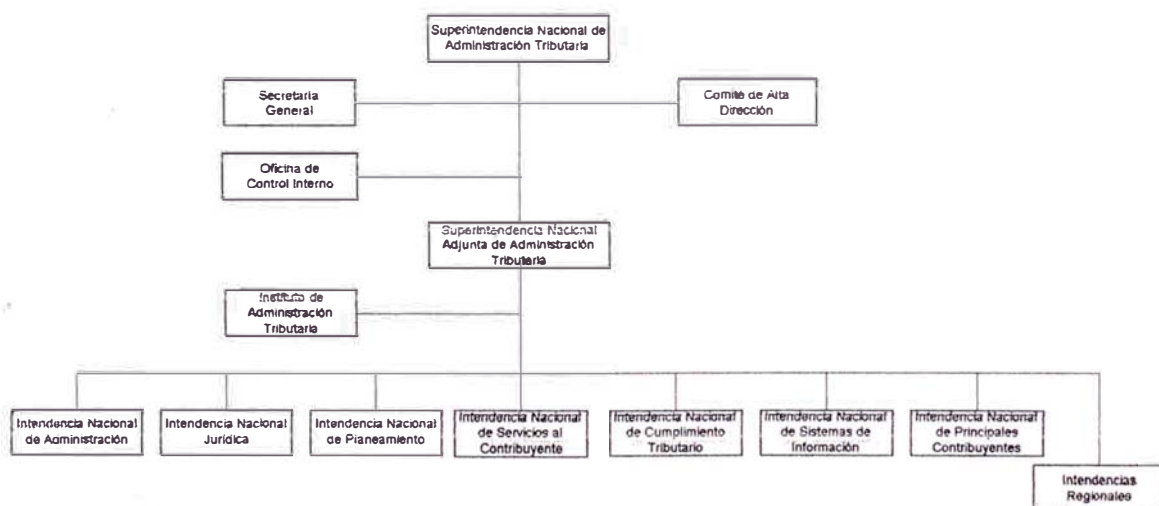 Superintendencia Nacional de
Administración Tributaria
Secretaría
General
Comité de Alta
Dirección
Oficina de
Control Interno
Superintendencia Nacional
Adjunta de Administración
Tributaria
Instituto de
Administración
Tributaria
Intendencia Nacional
de Administración
Intendencia Nacional
Jurídica
Intendencia Nacional
de Planeamiento
Intendencia Nacional
de Servicios al
Contribuyente
Intendencia Nacional
de Cumplimiento
Tributario
Intendencia Nacional
de Sistemas de
Información
Intendencia Nacional
de Principales
Contribuyentes
Intendencias
Regionales